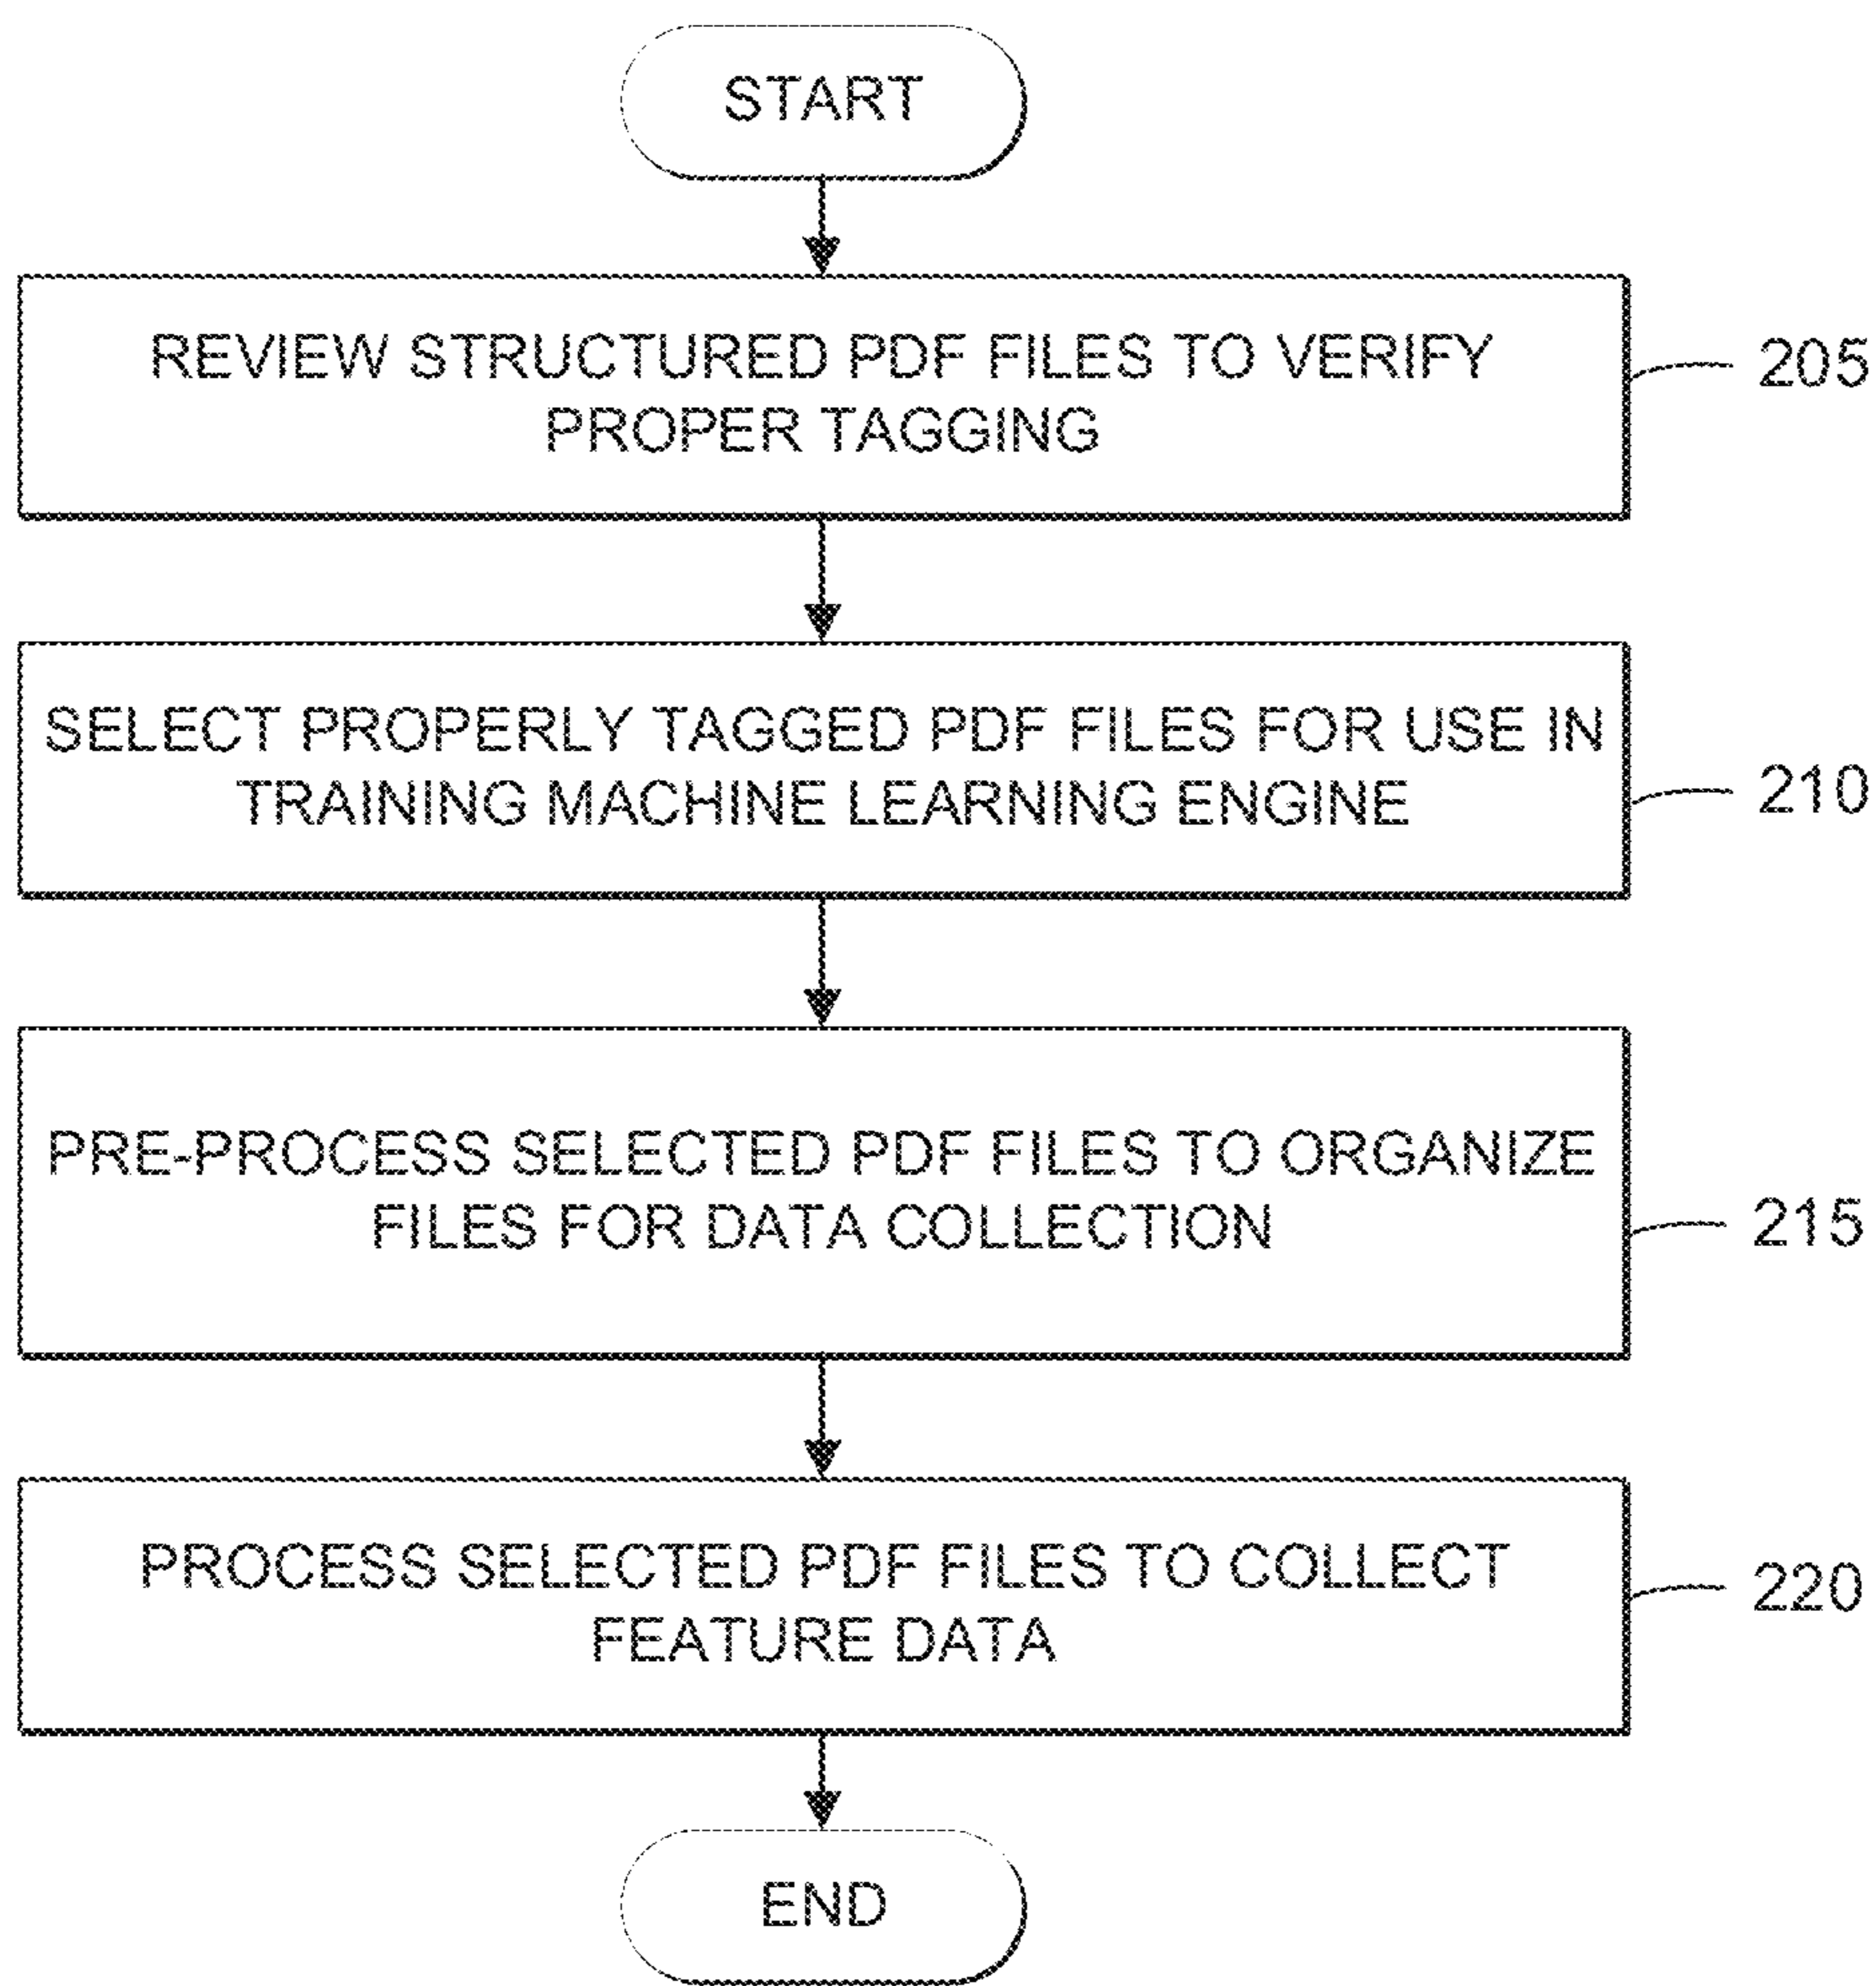 START
REVIEW STRUCTURED PDF FILES TO VERIFY
PROPER TAGGING
205
SELECT PROPERLY TAGGED PDF FILES FOR USE IN
TRAINING MACHINE LEARNING ENGINE
210
PRE-PROCESS SELECTED PDF FILES TO ORGANIZE
FILES FOR DATA COLLECTION
215
PROCESS SELECTED PDF FILES TO COLLECT
FEATURE DATA
220
END